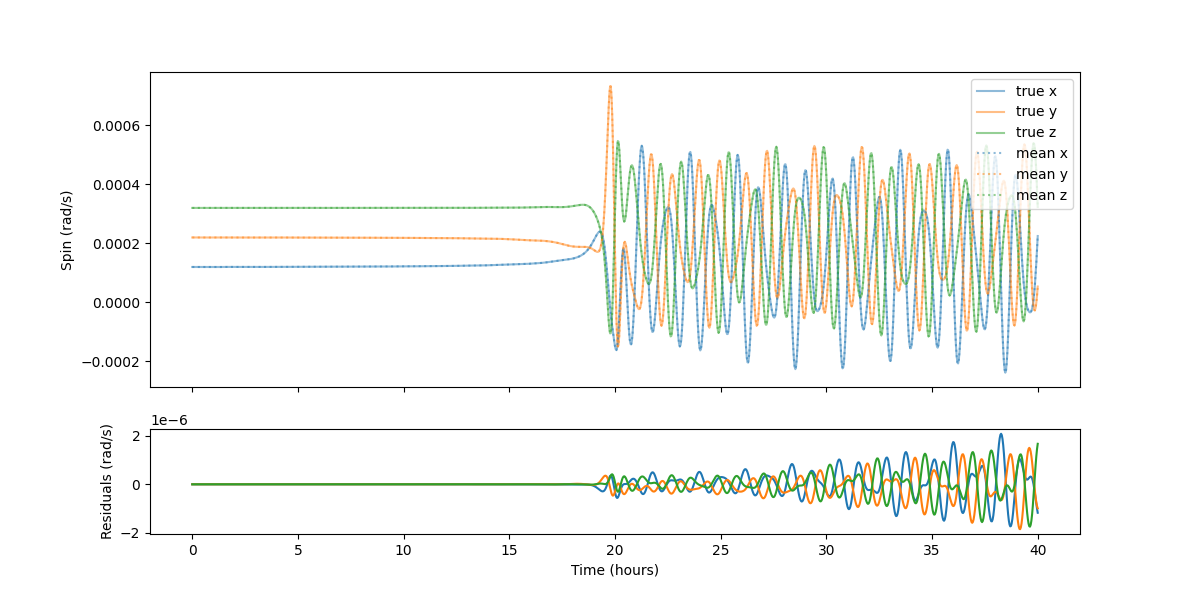 Spin (rad/s)
0.0006
0.0004
0.0002
0.0000
−0.0002
true x
true y
true z
mean x
mean y
mean z
1e−6
Residuals (rad/s)
2
0
−2
0 5 10 15 20 25 30 35 40
Time (hours)